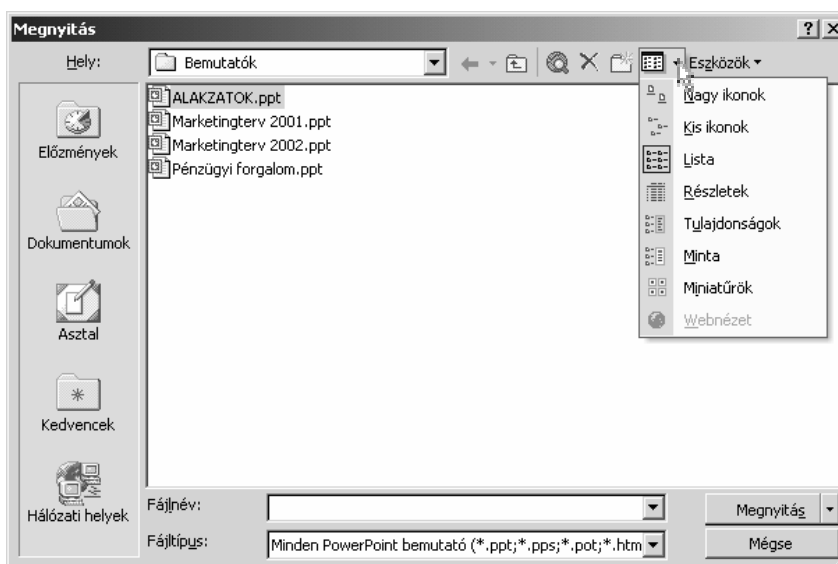 Megnyitás
Hely:
Bemutatók
Eszközök
ALAKZATOK.ppt
Marketingterv 2001.ppt
Marketingterv 2002.ppt
Pénzügyi forgalom.ppt
Nagy ikonok
Kis ikonok
Lista
Részletek
Tulajdonságok
Minta
Miniatűrök
Webnézet
Előzmények
Dokumentumok
Asztal
Kedvencek
Hálózati helyek
Fájlnév:
Megnyitás
Fájltípus:
Minden PowerPoint bemutató (*.ppt;*.pps;*.pot;*.htm
Mégse